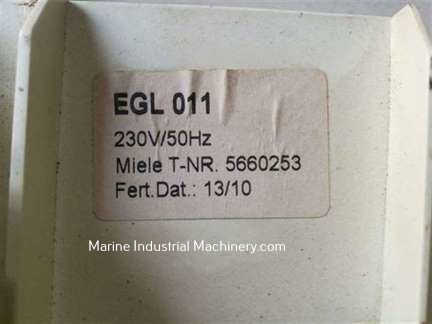 EGL 011
230V/50Hz
Miele T-NR. 5660253
Fert.Dat.: 13/10
Marine Industrial Machinery.com